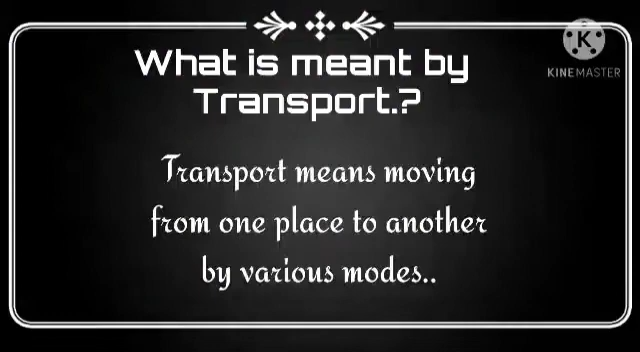 What is meant by
Transport.?
KINEMASTER
Transport means moving
from one place to another
by various modes..